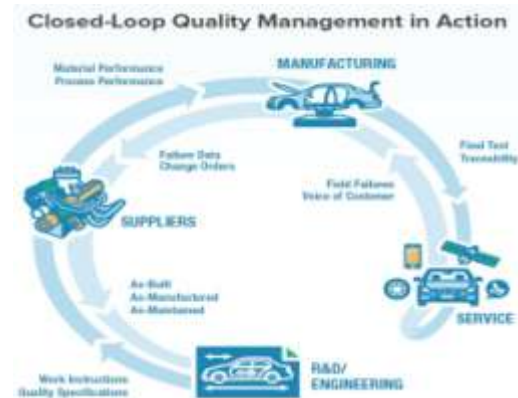 Closed-Loop Quality Management in Action
Material Performance
Process Performance
MANUFACTURING
Failure Data
Change Orders
Final Test
Traceability
Field Failures
Voice of Customer
SUPPLIERS
As-Built
As-Manufactured
As-Maintained
SERVICE
R&D/
ENGINEERING
Work Instructions
Quality Specifications